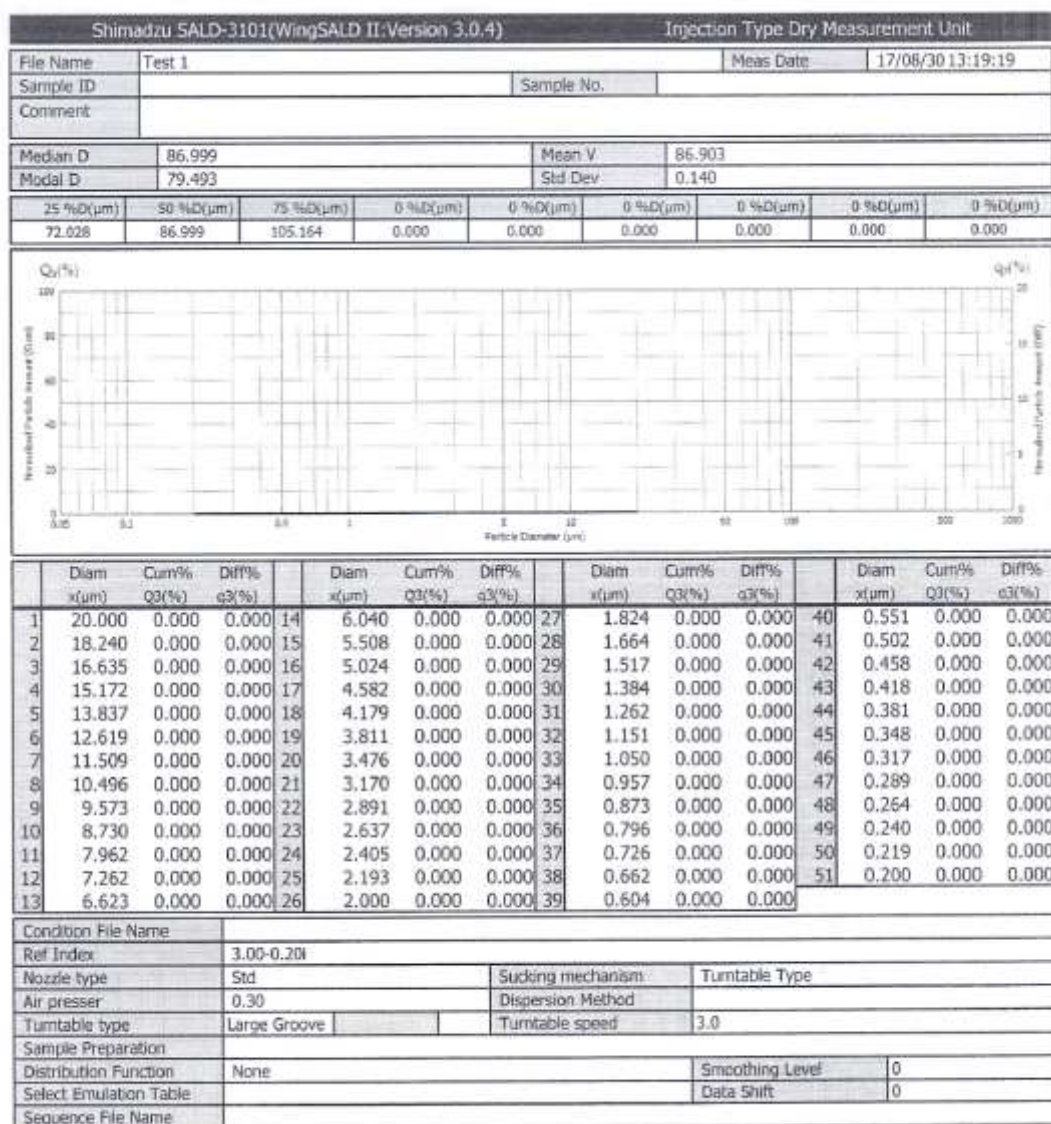 Shimadzu SALD-3101(WingSALD II:Version 3.0.4) Injection Type Dry Measurement Unit
File Name Test 1 Meas Date 17/08/30 13:19:19
Sample ID Sample No.
Comment
Median D 86.999 Mean V 86.903
Modal D 79.493 Std Dev 0.140
25 %D(μm) 50 %D(μm) 75 %D(μm) 0 %D(μm) 0 %D(μm) 0 %D(μm) 0 %D(μm) 0 %D(μm) 0 %D(μm)
72.028 86.999 105.164 0.000 0.000 0.000 0.000 0.000 0.000
Q3(%) q3(%)
100 20
80
15
60
10
40
5
20
0 0
0.05 0.1 0.5 1 5 10 50 100 500 1000
Particle Diameter (μm)
Normalized Particle Amount
Normalized Particle Amount
Diam Cum% Diff% Diam Cum% Diff% Diam Cum% Diff% Diam Cum% Diff%
x(μm) Q3(%) q3(%) x(μm) Q3(%) q3(%) x(μm) Q3(%) q3(%) x(μm) Q3(%) q3(%)
1 20.000 0.000 0.000 14 6.040 0.000 0.000 27 1.824 0.000 0.000 40 0.551 0.000 0.000
2 18.240 0.000 0.000 15 5.508 0.000 0.000 28 1.664 0.000 0.000 41 0.502 0.000 0.000
3 16.635 0.000 0.000 16 5.024 0.000 0.000 29 1.517 0.000 0.000 42 0.458 0.000 0.000
4 15.172 0.000 0.000 17 4.582 0.000 0.000 30 1.384 0.000 0.000 43 0.418 0.000 0.000
5 13.837 0.000 0.000 18 4.179 0.000 0.000 31 1.262 0.000 0.000 44 0.381 0.000 0.000
6 12.619 0.000 0.000 19 3.811 0.000 0.000 32 1.151 0.000 0.000 45 0.348 0.000 0.000
7 11.509 0.000 0.000 20 3.476 0.000 0.000 33 1.050 0.000 0.000 46 0.317 0.000 0.000
8 10.496 0.000 0.000 21 3.170 0.000 0.000 34 0.957 0.000 0.000 47 0.289 0.000 0.000
9 9.573 0.000 0.000 22 2.891 0.000 0.000 35 0.873 0.000 0.000 48 0.264 0.000 0.000
10 8.730 0.000 0.000 23 2.637 0.000 0.000 36 0.796 0.000 0.000 49 0.240 0.000 0.000
11 7.962 0.000 0.000 24 2.405 0.000 0.000 37 0.726 0.000 0.000 50 0.219 0.000 0.000
12 7.262 0.000 0.000 25 2.193 0.000 0.000 38 0.662 0.000 0.000 51 0.200 0.000 0.000
13 6.623 0.000 0.000 26 2.000 0.000 0.000 39 0.604 0.000 0.000
Condition File Name
Ref Index 3.00-0.20i
Nozzle type Std Sucking mechanism Turntable Type
Air presser 0.30 Dispersion Method
Turntable type Large Groove Turntable speed 3.0
Sample Preparation
Distribution Function None Smoothing Level 0
Select Emulation Table Data Shift 0
Sequence File Name